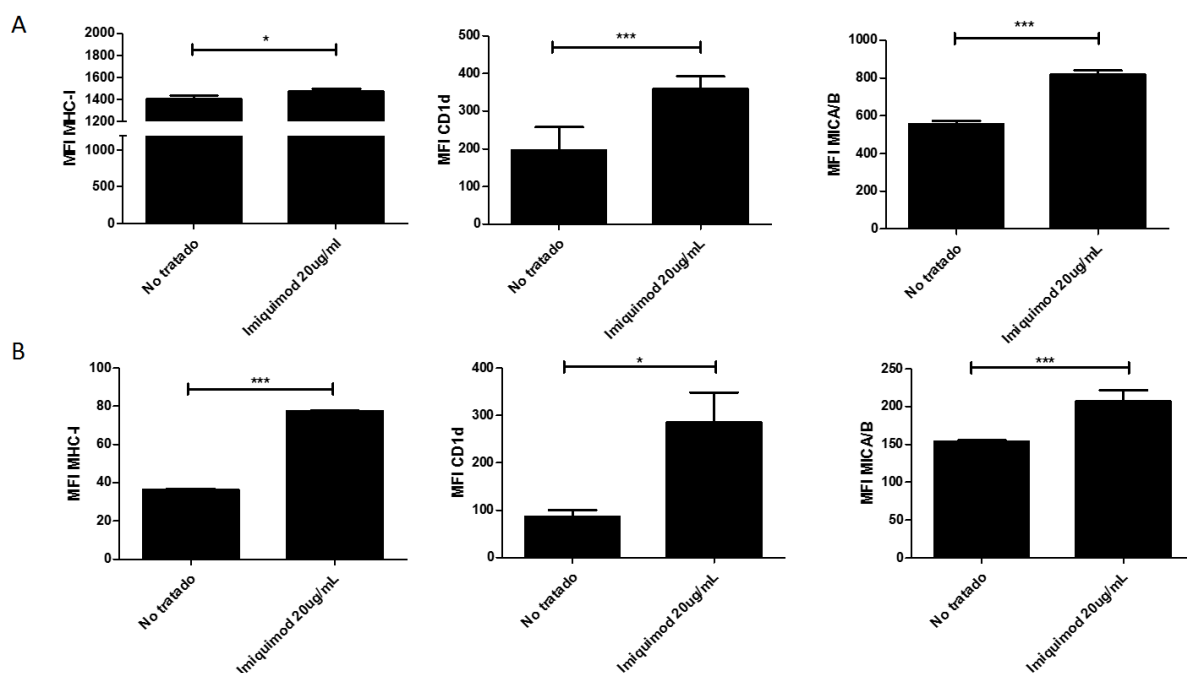 A
MFI MHC-I
2000
1800
1600
1400
1200
1000
500
0
*
No tratado
Imiquimod 20ug/ml
MFI CD1d
500
400
300
200
100
0
***
No tratado
Imiquimod 20ug/mL
MFI MICA/B
1000
800
600
400
200
0
***
No tratado
Imiquimod 20ug/mL
B
MFI MHC-I
100
80
60
40
20
0
***
No tratado
Imiquimod 20ug/mL
MFI CD1d
400
300
200
100
0
*
No tratado
Imiquimod 20ug/mL
MFI MICA/B
250
200
150
100
50
0
***
No tratado
Imiquimod 20ug/mL